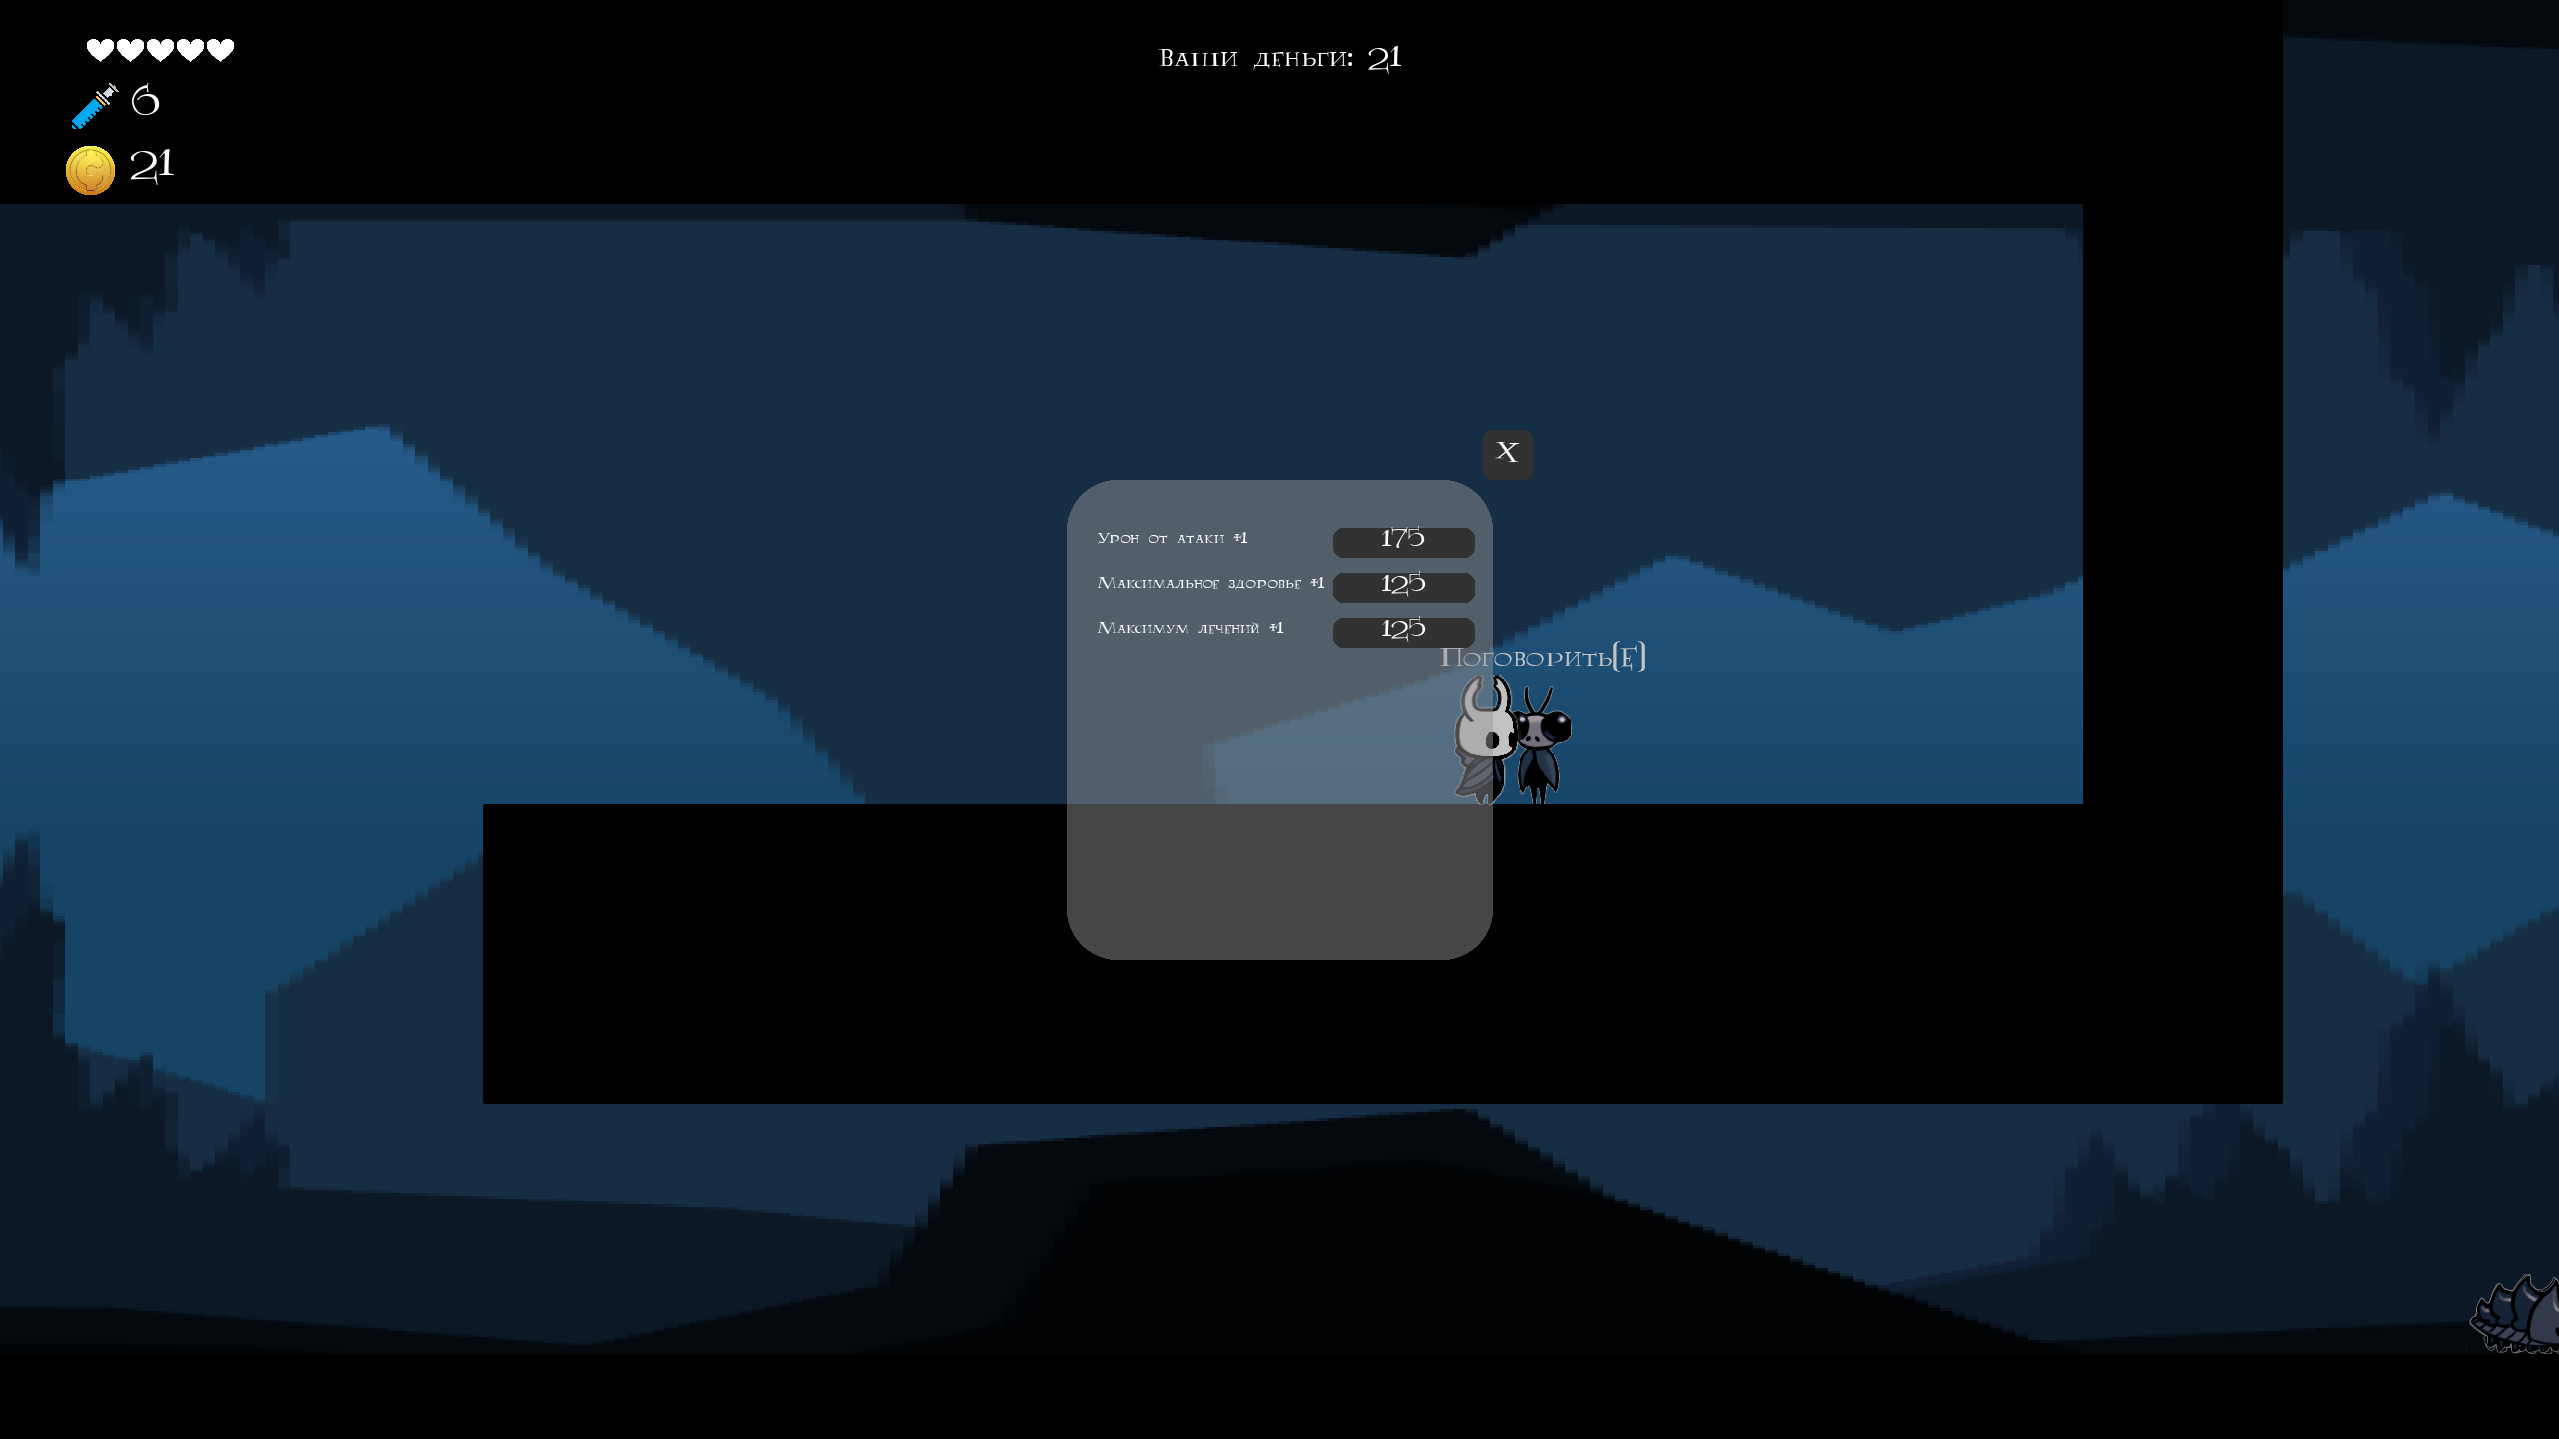 Ваши деньги: 21
6
21
X
Урон от атаки +1 175
Максимальное здоровье +1 125
Максимум лечений +1 125
Поговорить(E)